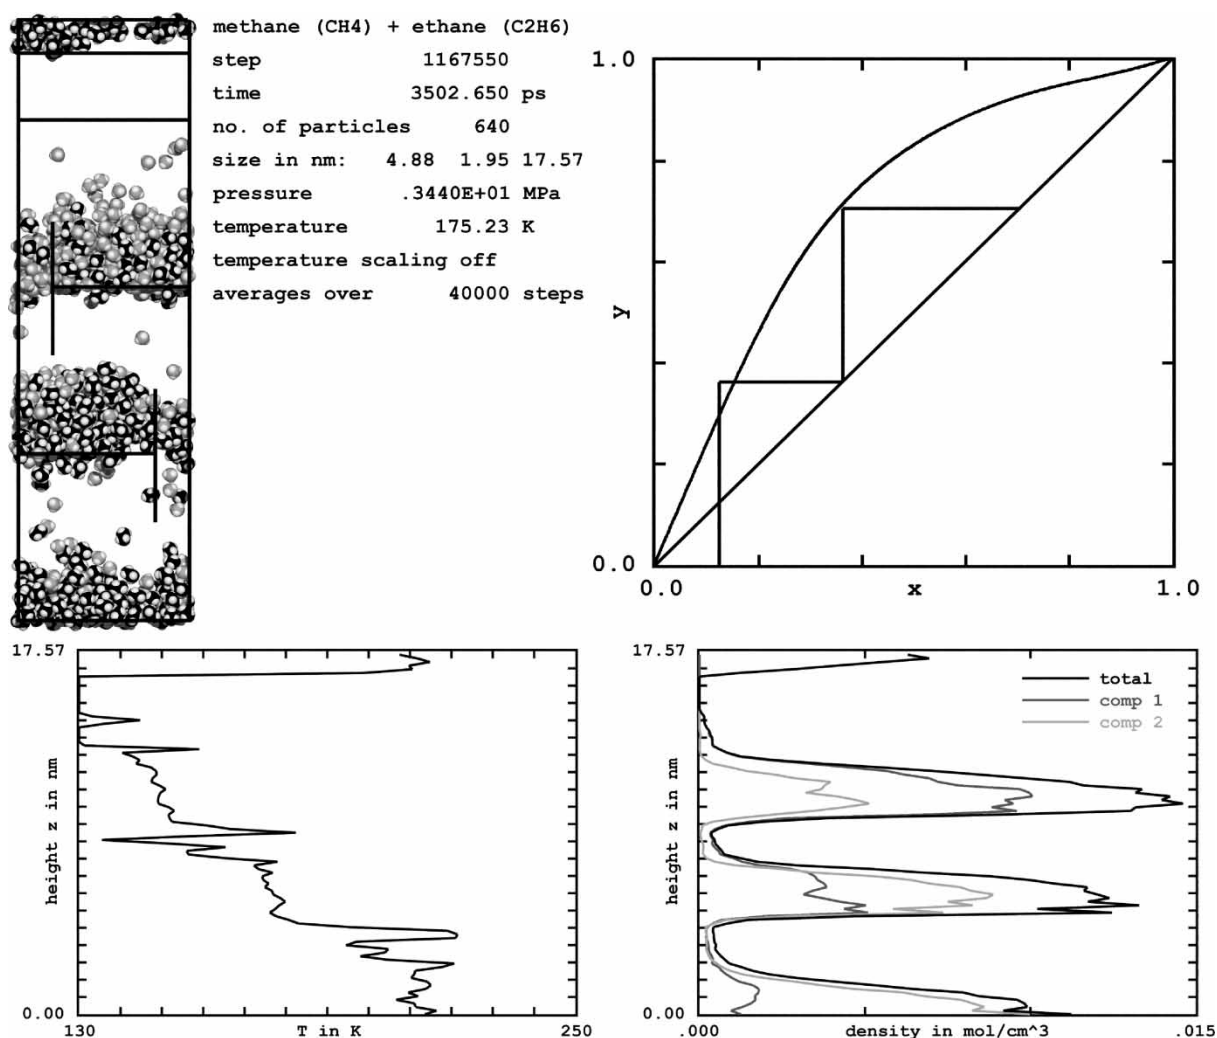 methane (CH4) + ethane (C2H6)
step 1167550
time 3502.650 ps
no. of particles 640
size in nm: 4.88 1.95 17.57
pressure .3440E+01 MPa
temperature 175.23 K
temperature scaling off
averages over 40000 steps
1.0
y
0.0
0.0 x 1.0
17.57
height z in nm
0.00
130 T in K 250
17.57
total
comp 1
comp 2
height z in nm
0.00
.000 density in mol/cm^3 .015